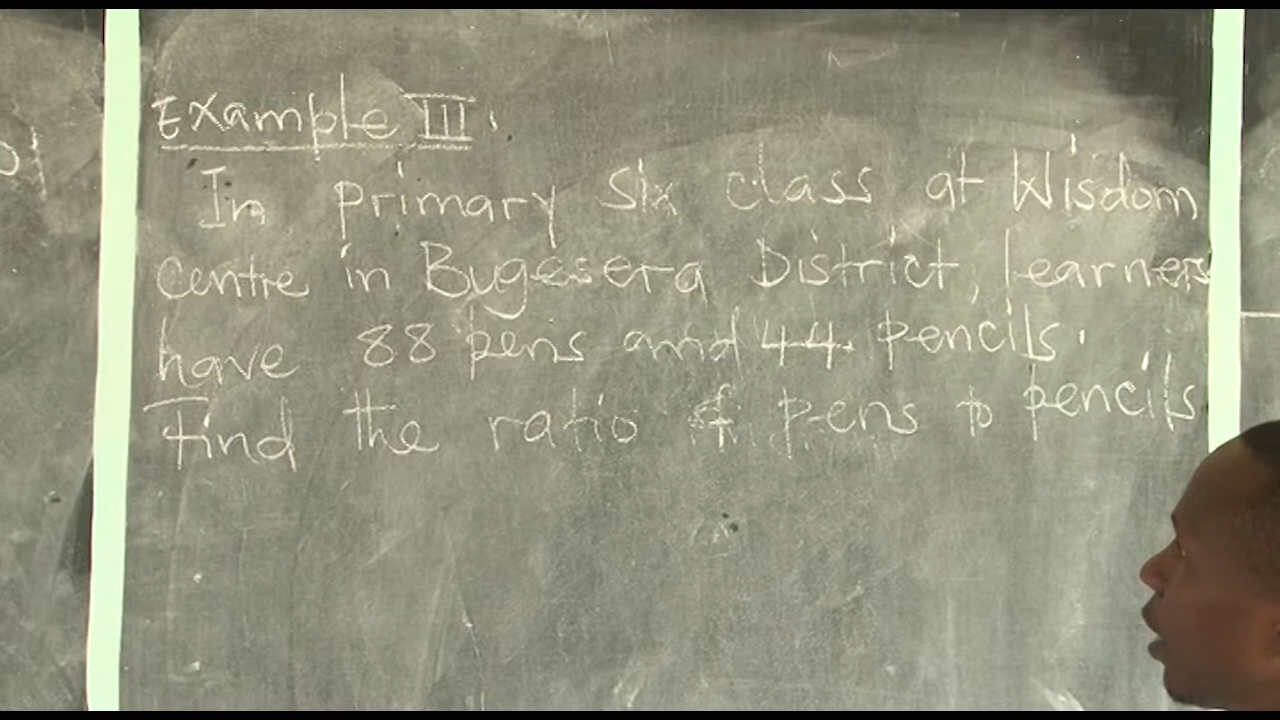 Example III.
In primary six class at Wisdom
centre in Bugesera District, learners
have 88 pens and 44 pencils.
Find the ratio of pens to pencils